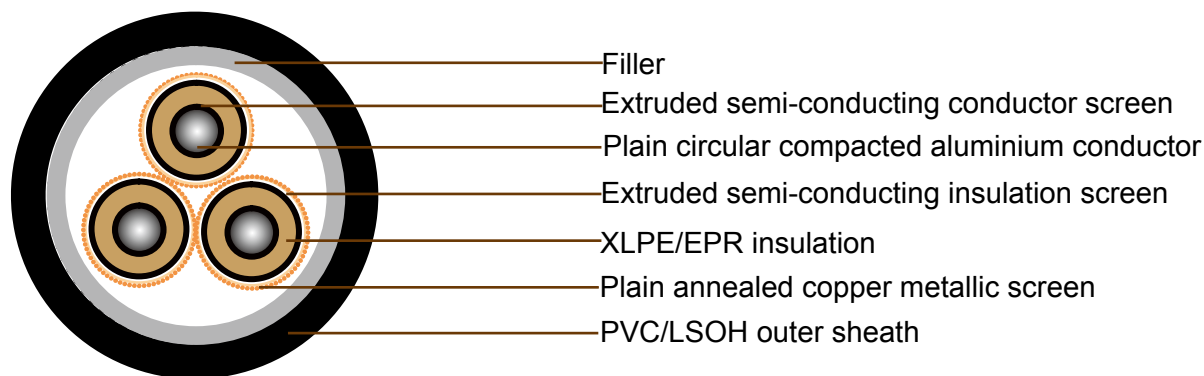 Filler
Extruded semi-conducting conductor screen
Plain circular compacted aluminium conductor
Extruded semi-conducting insulation screen
XLPE/EPR insulation
Plain annealed copper metallic screen
PVC/LSOH outer sheath